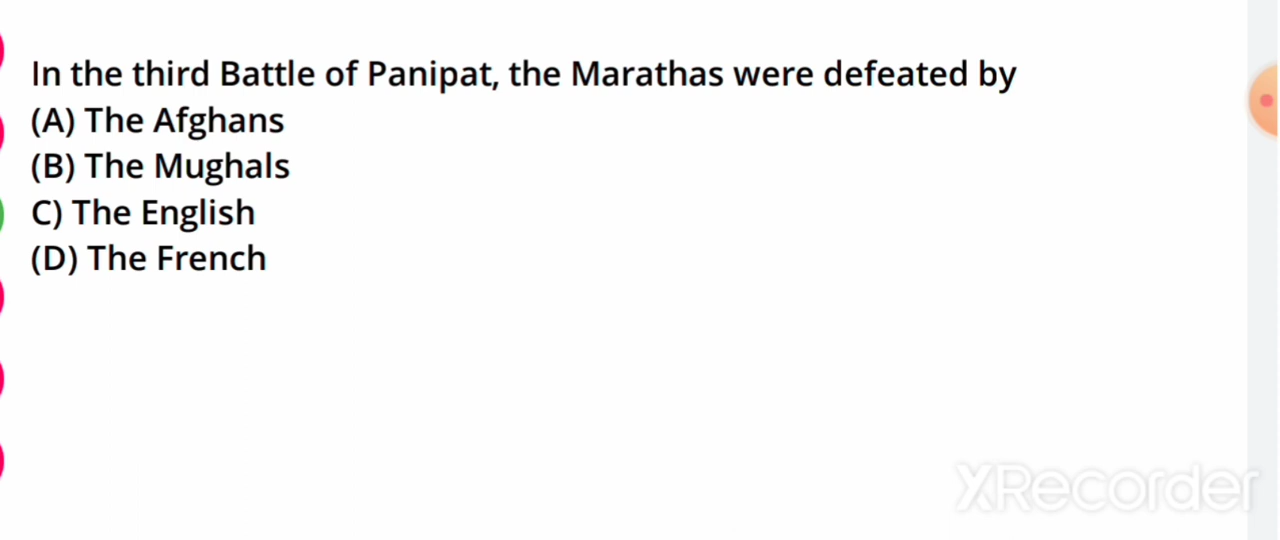 In the third Battle of Panipat, the Marathas were defeated by
(A) The Afghans
(B) The Mughals
C) The English
(D) The French
XRecorder